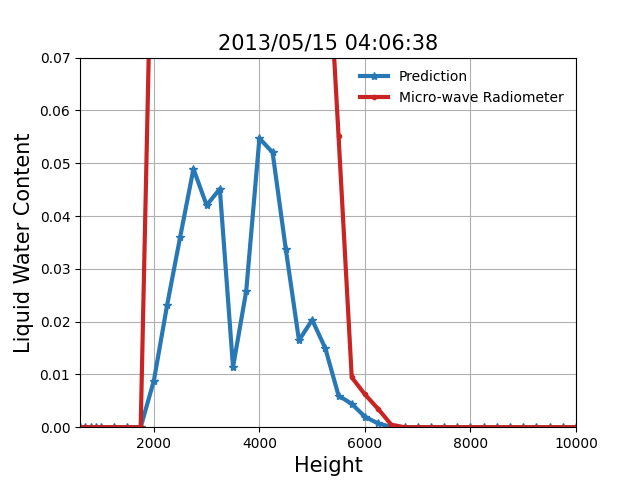 2013/05/15 04:06:38
0.07
0.06
0.05
0.04
0.03
0.02
0.01
0.00
Liquid Water Content
Prediction
Micro-wave Radiometer
2000 4000 6000 8000 10000
Height